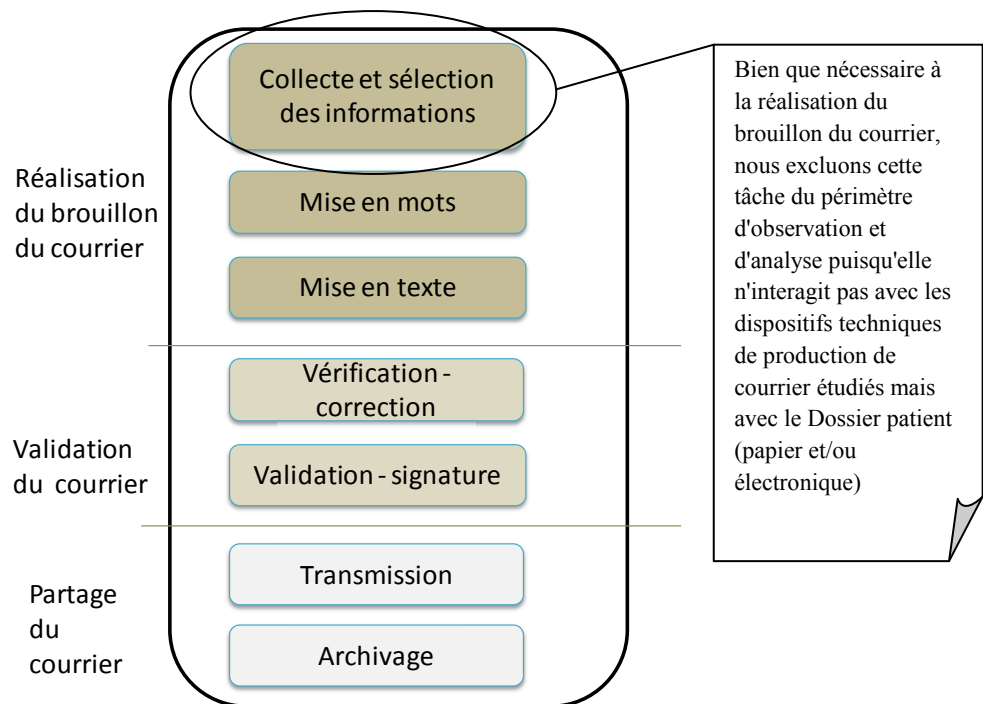 Collecte et sélection
des informations
Réalisation
du brouillon
du courrier
Mise en mots
Mise en texte
Vérification -
correction
Validation
du courrier
Validation - signature
Partage
du
courrier
Transmission
Archivage
Bien que nécessaire à
la réalisation du
brouillon du courrier,
nous excluons cette
tâche du périmètre
d'observation et
d'analyse puisqu'elle
n'interagit pas avec les
dispositifs techniques
de production de
courrier étudiés mais
avec le Dossier patient
(papier et/ou
électronique)